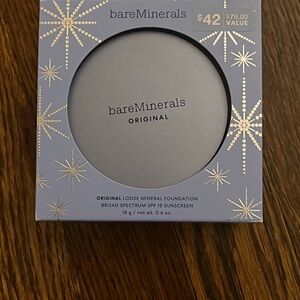 bareMinerals
$42
$79.00
VALUE
bareMinerals
ORIGINAL
ORIGINAL LOOSE MINERAL FOUNDATION
BROAD SPECTRUM SPF 15 SUNSCREEN
18 g / net wt. 0.6 oz.